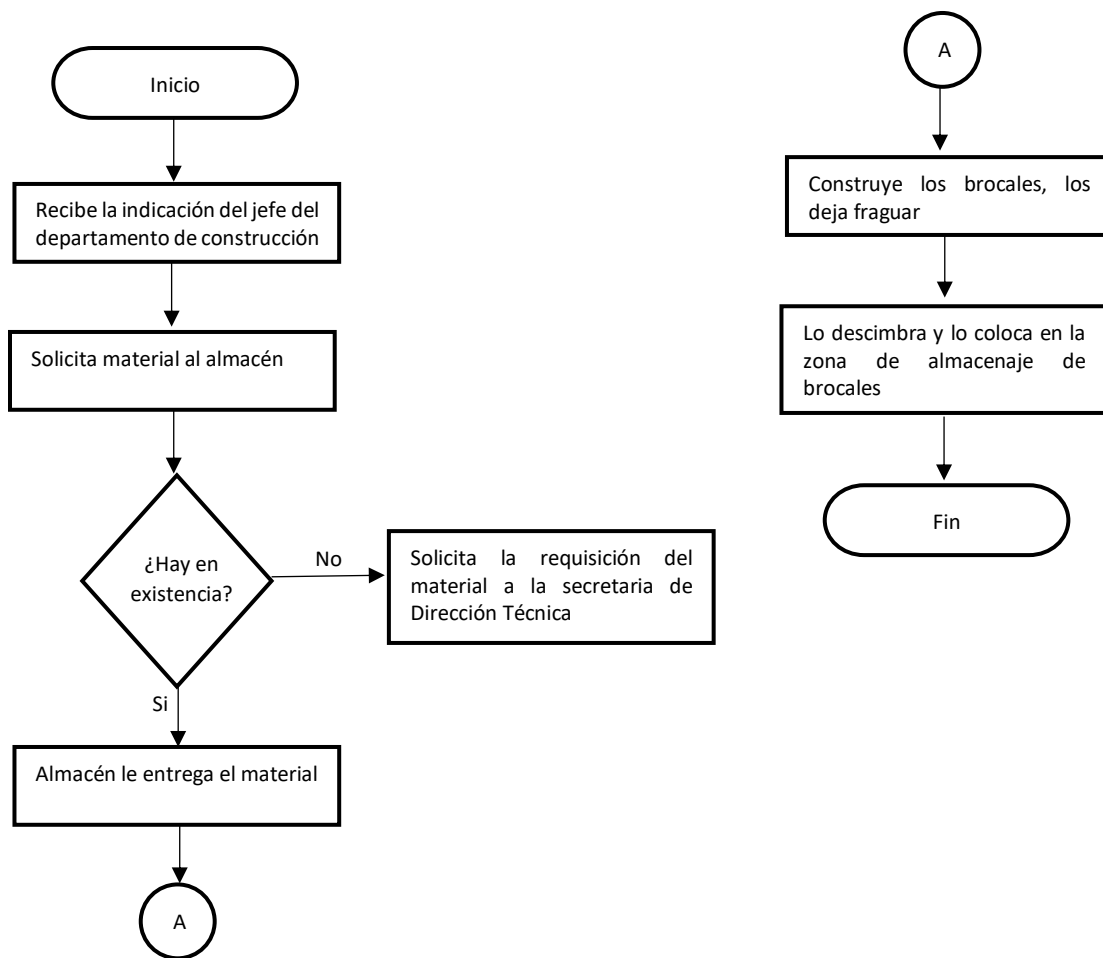 Inicio
Recibe la indicación del jefe del
departamento de construcción
Solicita material al almacén
¿Hay en
existencia?
No
Solicita la requisición del
material a la secretaria de
Dirección Técnica
Si
Almacén le entrega el material
A
A
Construye los brocales, los
deja fraguar
Lo descimbra y lo coloca en la
zona de almacenaje de
brocales
Fin